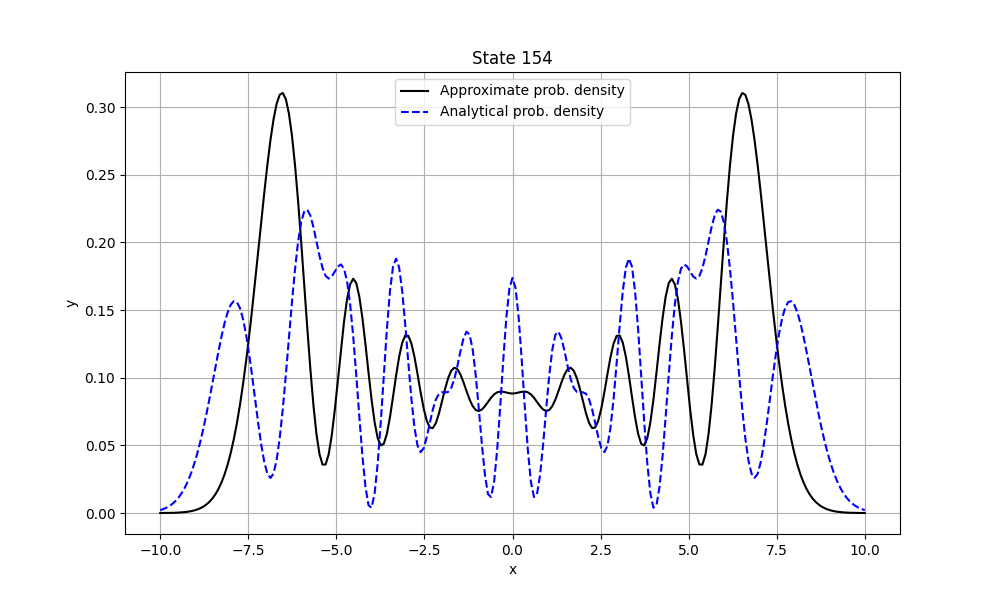 State 154
Approximate prob. density
Analytical prob. density
y
0.30
0.25
0.20
0.15
0.10
0.05
0.00
−10.0 −7.5 −5.0 −2.5 0.0 2.5 5.0 7.5 10.0
x